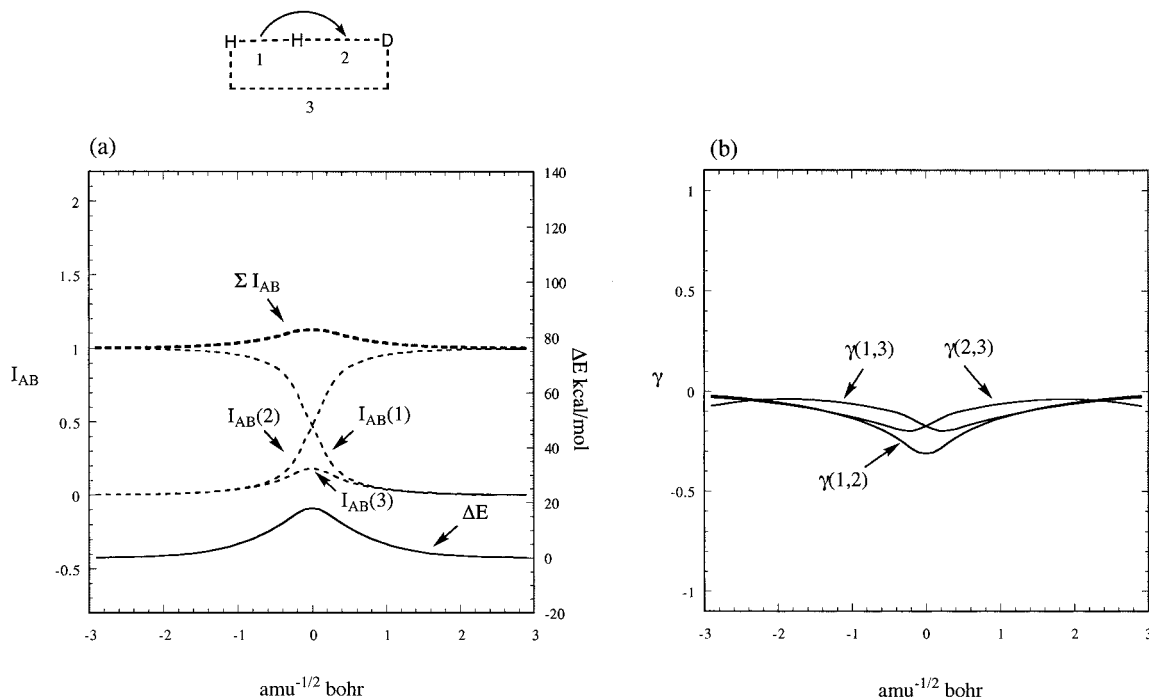 H H D
1 2
3
(a)
2
1.5
1
0.5
0
-0.5
I_AB
Σ I_AB
I_AB(2)
I_AB(1)
I_AB(3)
ΔE
140
120
100
80
60
40
20
0
-20
ΔE kcal/mol
-3 -2 -1 0 1 2 3
amu^-1/2 bohr
(b)
1
0.5
0
-0.5
-1
γ
γ(1,3)
γ(2,3)
γ(1,2)
-3 -2 -1 0 1 2 3
amu^-1/2 bohr